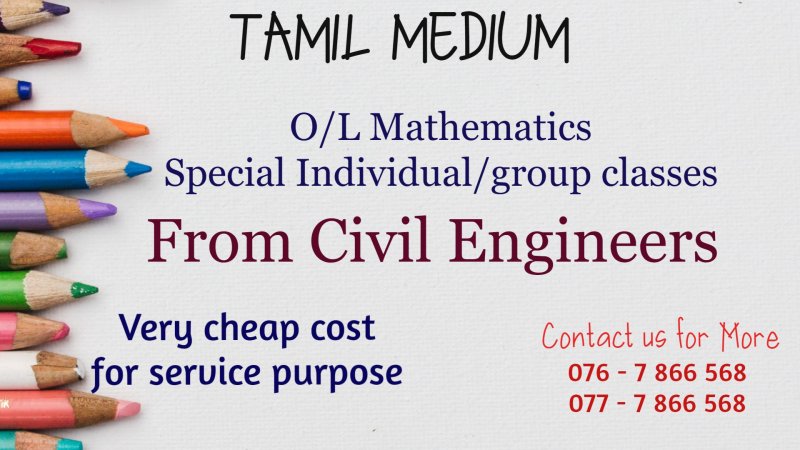 TAMIL MEDIUM
O/L Mathematics
Special Individual/group classes
From Civil Engineers
Very cheap cost
for service purpose
Contact us for More
076 - 7 866 568
077 - 7 866 568